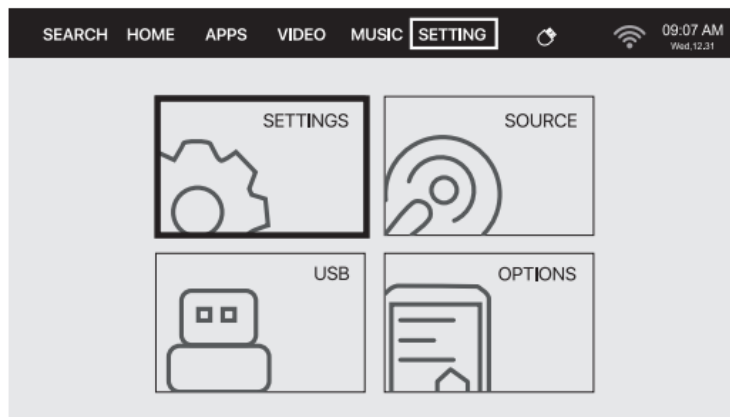 SEARCH HOME APPS VIDEO MUSIC SETTING 09:07 AM
Wed,12.31
SETTINGS SOURCE
USB OPTIONS